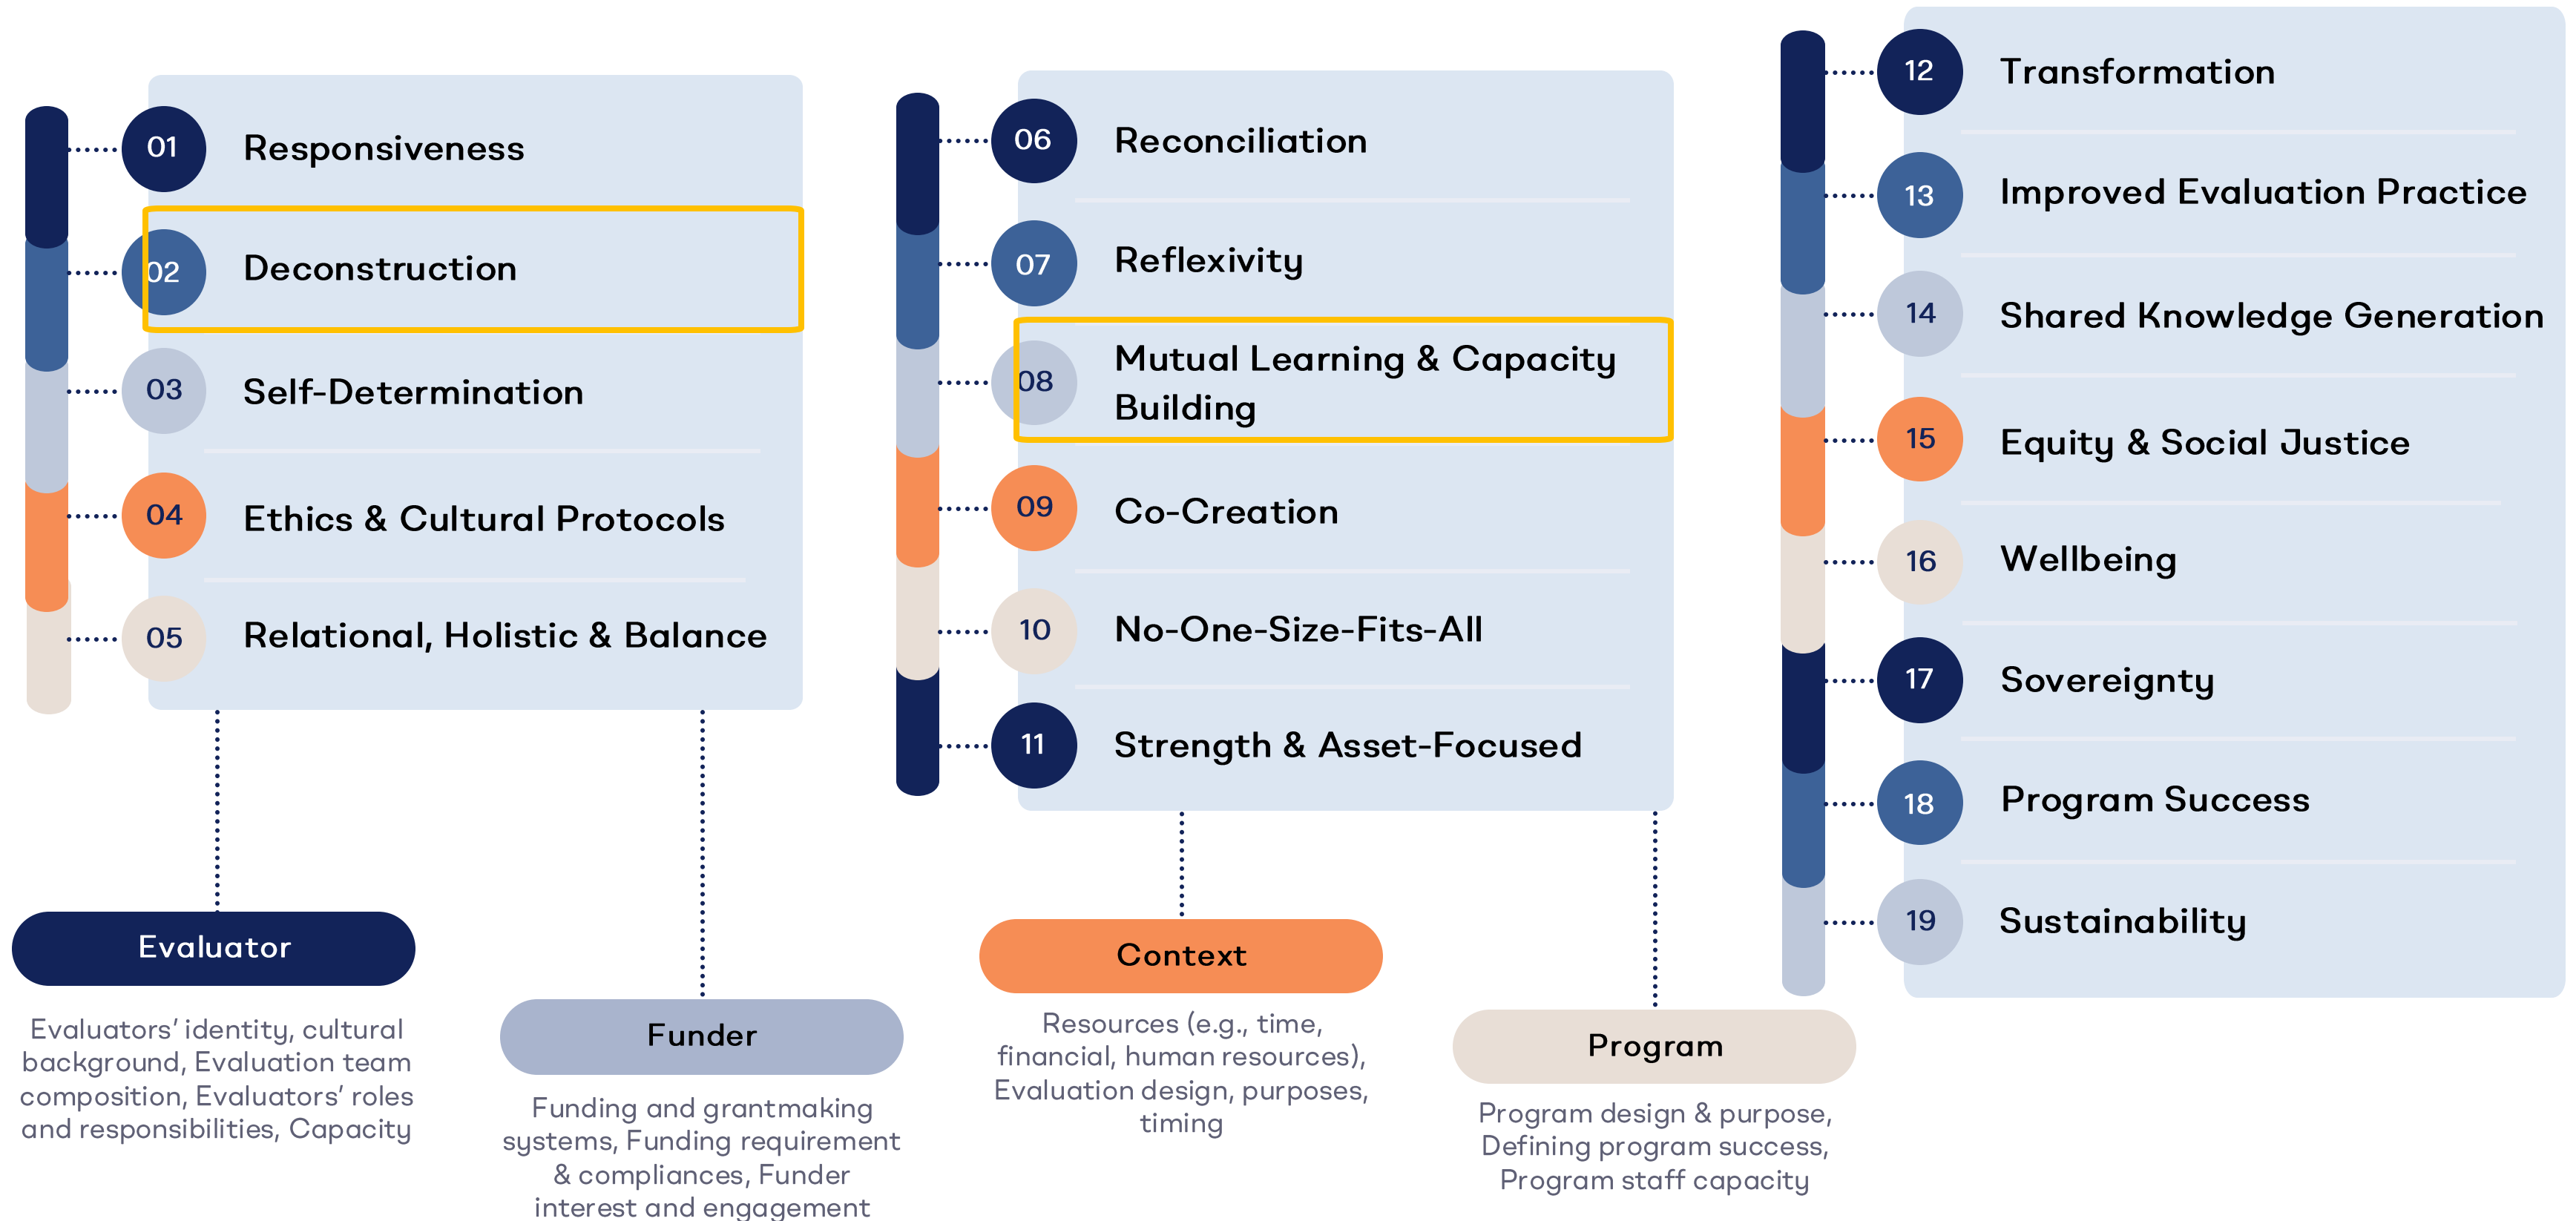 01 Responsiveness
02 Deconstruction
03 Self-Determination
04 Ethics & Cultural Protocols
05 Relational, Holistic & Balance
06 Reconciliation
07 Reflexivity
08 Mutual Learning & Capacity
Building
09 Co-Creation
10 No-One-Size-Fits-All
11 Strength & Asset-Focused
12 Transformation
13 Improved Evaluation Practice
14 Shared Knowledge Generation
15 Equity & Social Justice
16 Wellbeing
17 Sovereignty
18 Program Success
19 Sustainability
Evaluator
Evaluators’ identity, cultural
background, Evaluation team
composition, Evaluators’ roles
and responsibilities, Capacity
Funder
Funding and grantmaking
systems, Funding requirement
& compliances, Funder
interest and engagement
Context
Resources (e.g., time,
financial, human resources),
Evaluation design, purposes,
timing
Program
Program design & purpose,
Defining program success,
Program staff capacity